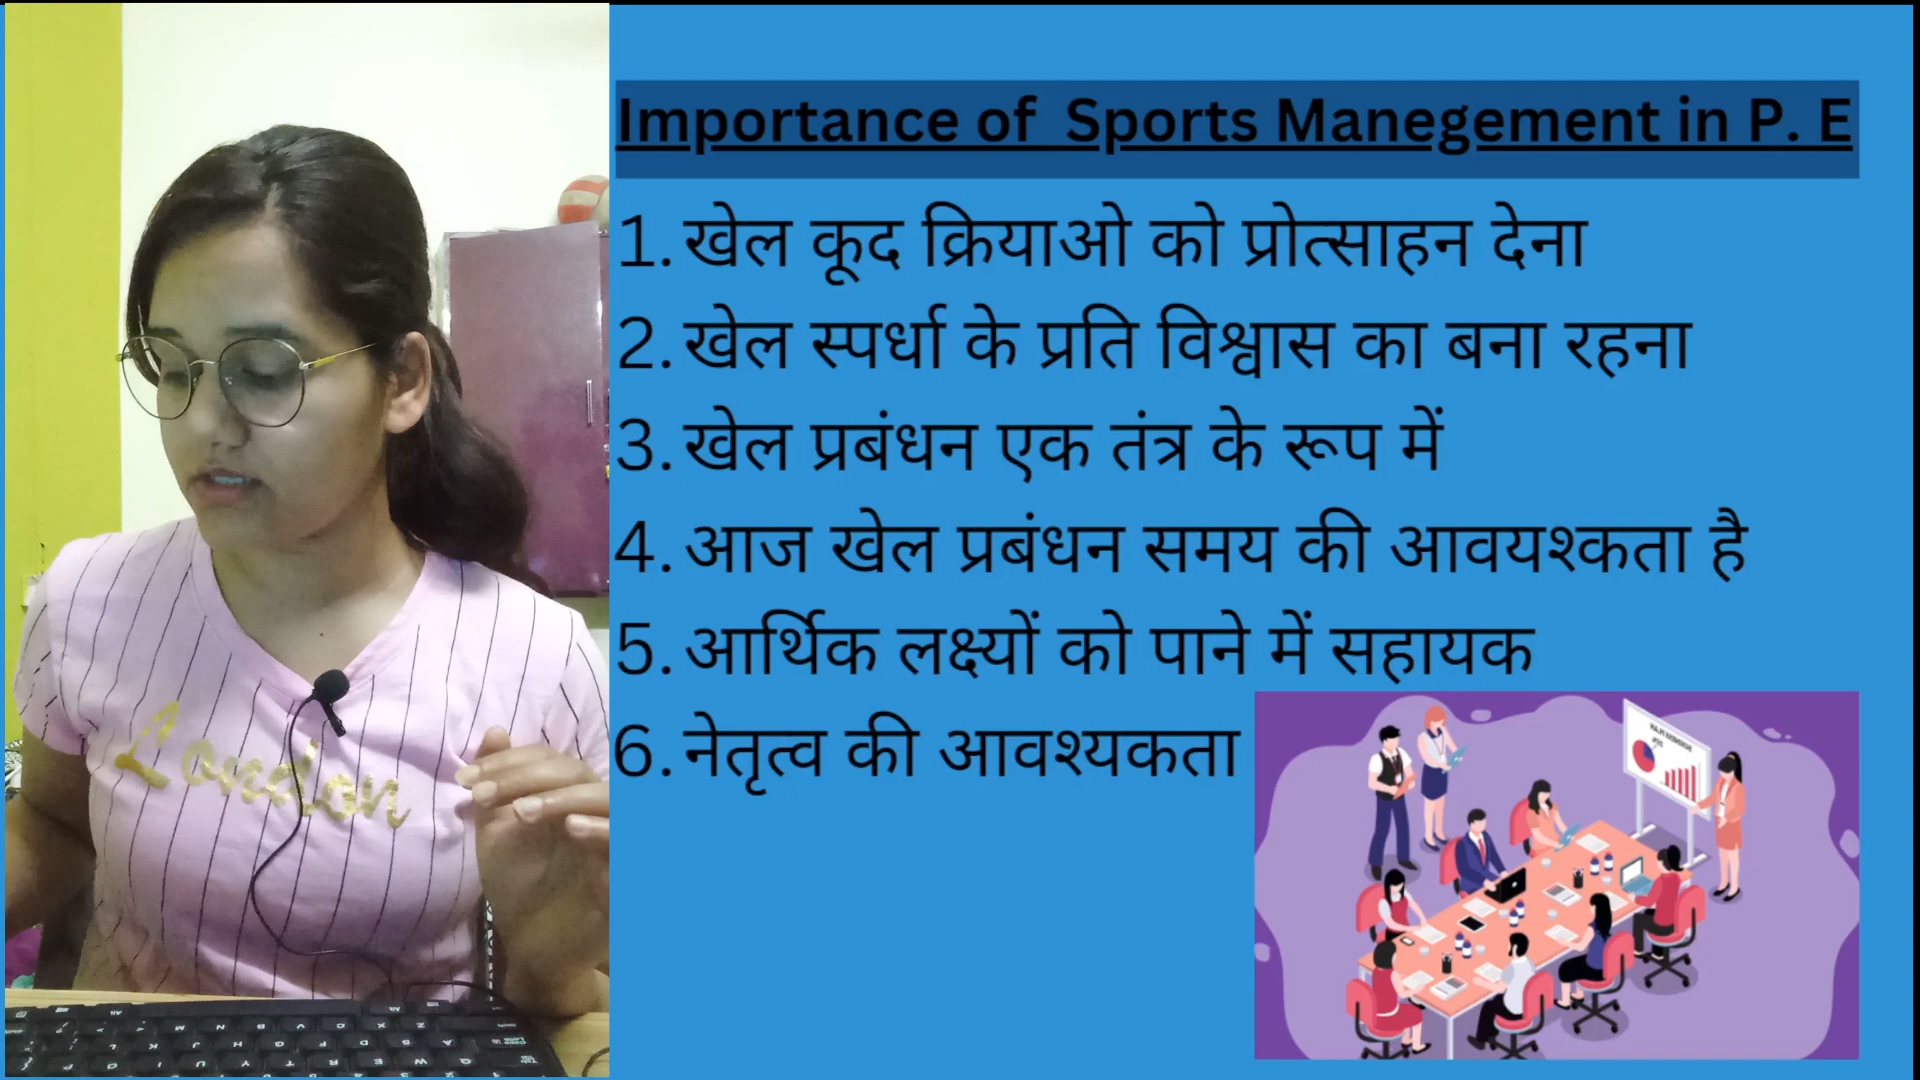 Importance of Sports Manegement in P. E
1. खेल कूद क्रियाओ को प्रोत्साहन देना
2. खेल स्पर्धा के प्रति विश्वास का बना रहना
3. खेल प्रबंधन एक तंत्र के रूप में
4. आज खेल प्रबंधन समय की आवयश्कता है
5. आर्थिक लक्ष्यों को पाने में सहायक
6. नेतृत्व की आवश्यकता
London